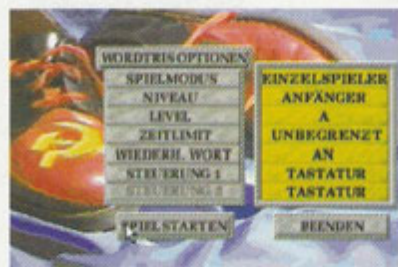 WORDTRIS OPTIONEN
SPIELMODUS EINZELSPIELER
NIVEAU ANFÄNGER
LEVEL A
ZEITLIMIT UNBEGRENZT
WIEDERH. WORT AN
STEUERUNG 1 TASTATUR
STEUERUNG 2 TASTATUR
SPIEL STARTEN BEENDEN